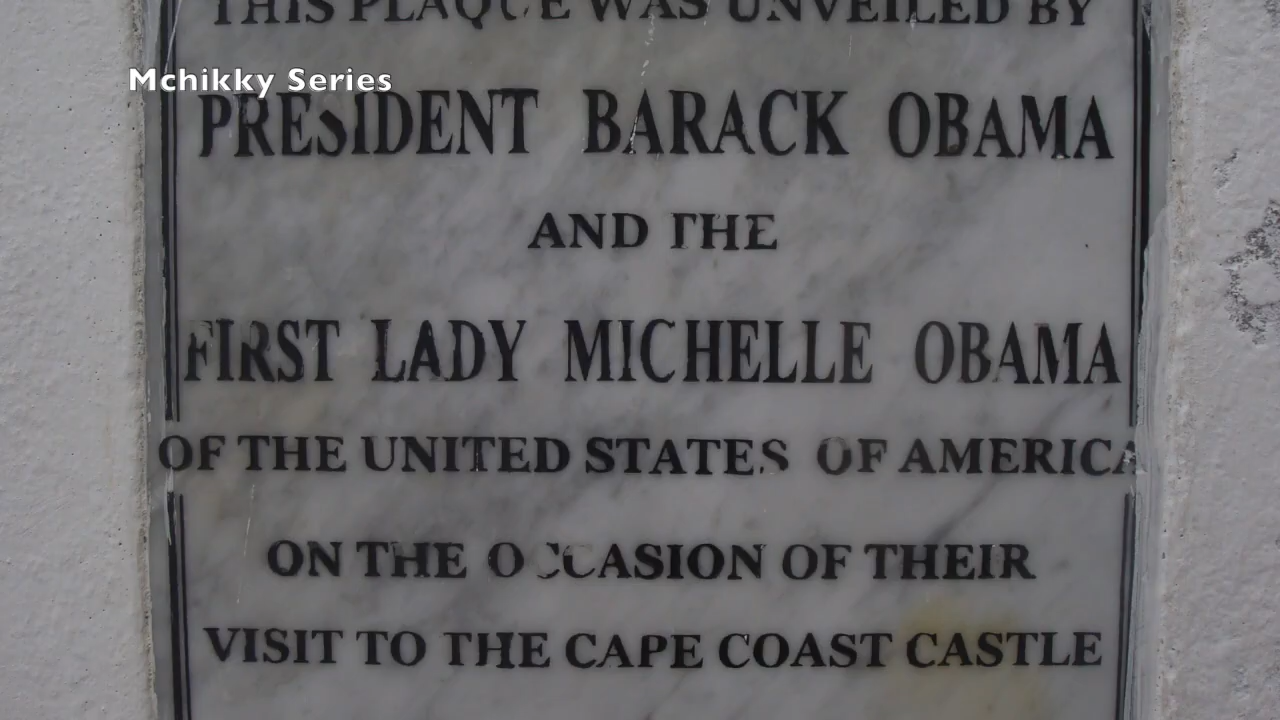 THIS PLAQUE WAS UNVEILED BY
Mchikky Series
PRESIDENT BARACK OBAMA
AND THE
FIRST LADY MICHELLE OBAMA
OF THE UNITED STATES OF AMERICA
ON THE OCCASION OF THEIR
VISIT TO THE CAPE COAST CASTLE